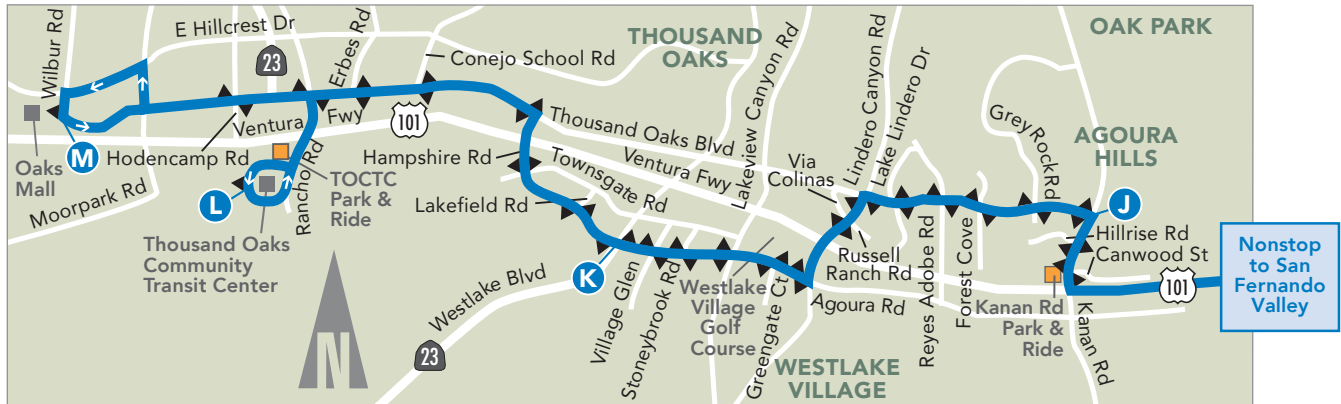 Wilbur Rd
E Hillcrest Dr
23
Erbes Rd
Conejo School Rd
THOUSAND
OAKS
Lakeview Canyon Rd
Lindero Canyon Rd
Lake Lindero Dr
OAK PARK
Grey Rock Rd
AGOURA
HILLS
101
Ventura Fwy
Thousand Oaks Blvd
Ventura Fwy
Via
Colinas
M
Hodencamp Rd
Oaks
Mall
Moorpark Rd
Rancho Rd
L
TOCTC
Park &
Ride
Thousand Oaks
Community
Transit Center
Hampshire Rd
Townsgate Rd
Lakefield Rd
K
Westlake Blvd
23
Village Glen
Stoneybrook Rd
Westlake
Village
Golf
Course
Greengate Ct
Russell
Ranch Rd
Agoura Rd
Reyes Adobe Rd
Forest Cove
J
Hillrise Rd
Canwood St
101
Kanan Rd
Park &
Ride
Kanan Rd
WESTLAKE
VILLAGE
Nonstop
to San
Fernando
Valley
N